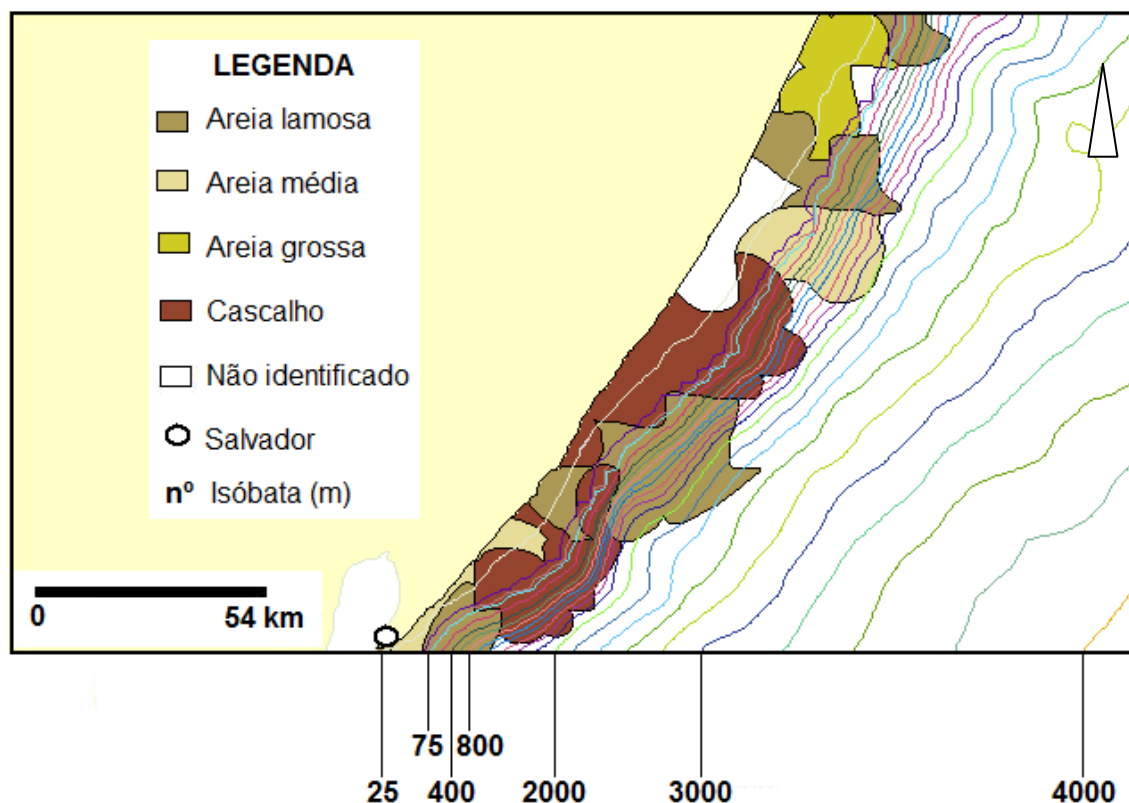 LEGENDA
Areia lamosa
Areia média
Areia grossa
Cascalho
Não identificado
Salvador
nº Isóbata (m)
0 54 km
75 800
25 400 2000 3000 4000